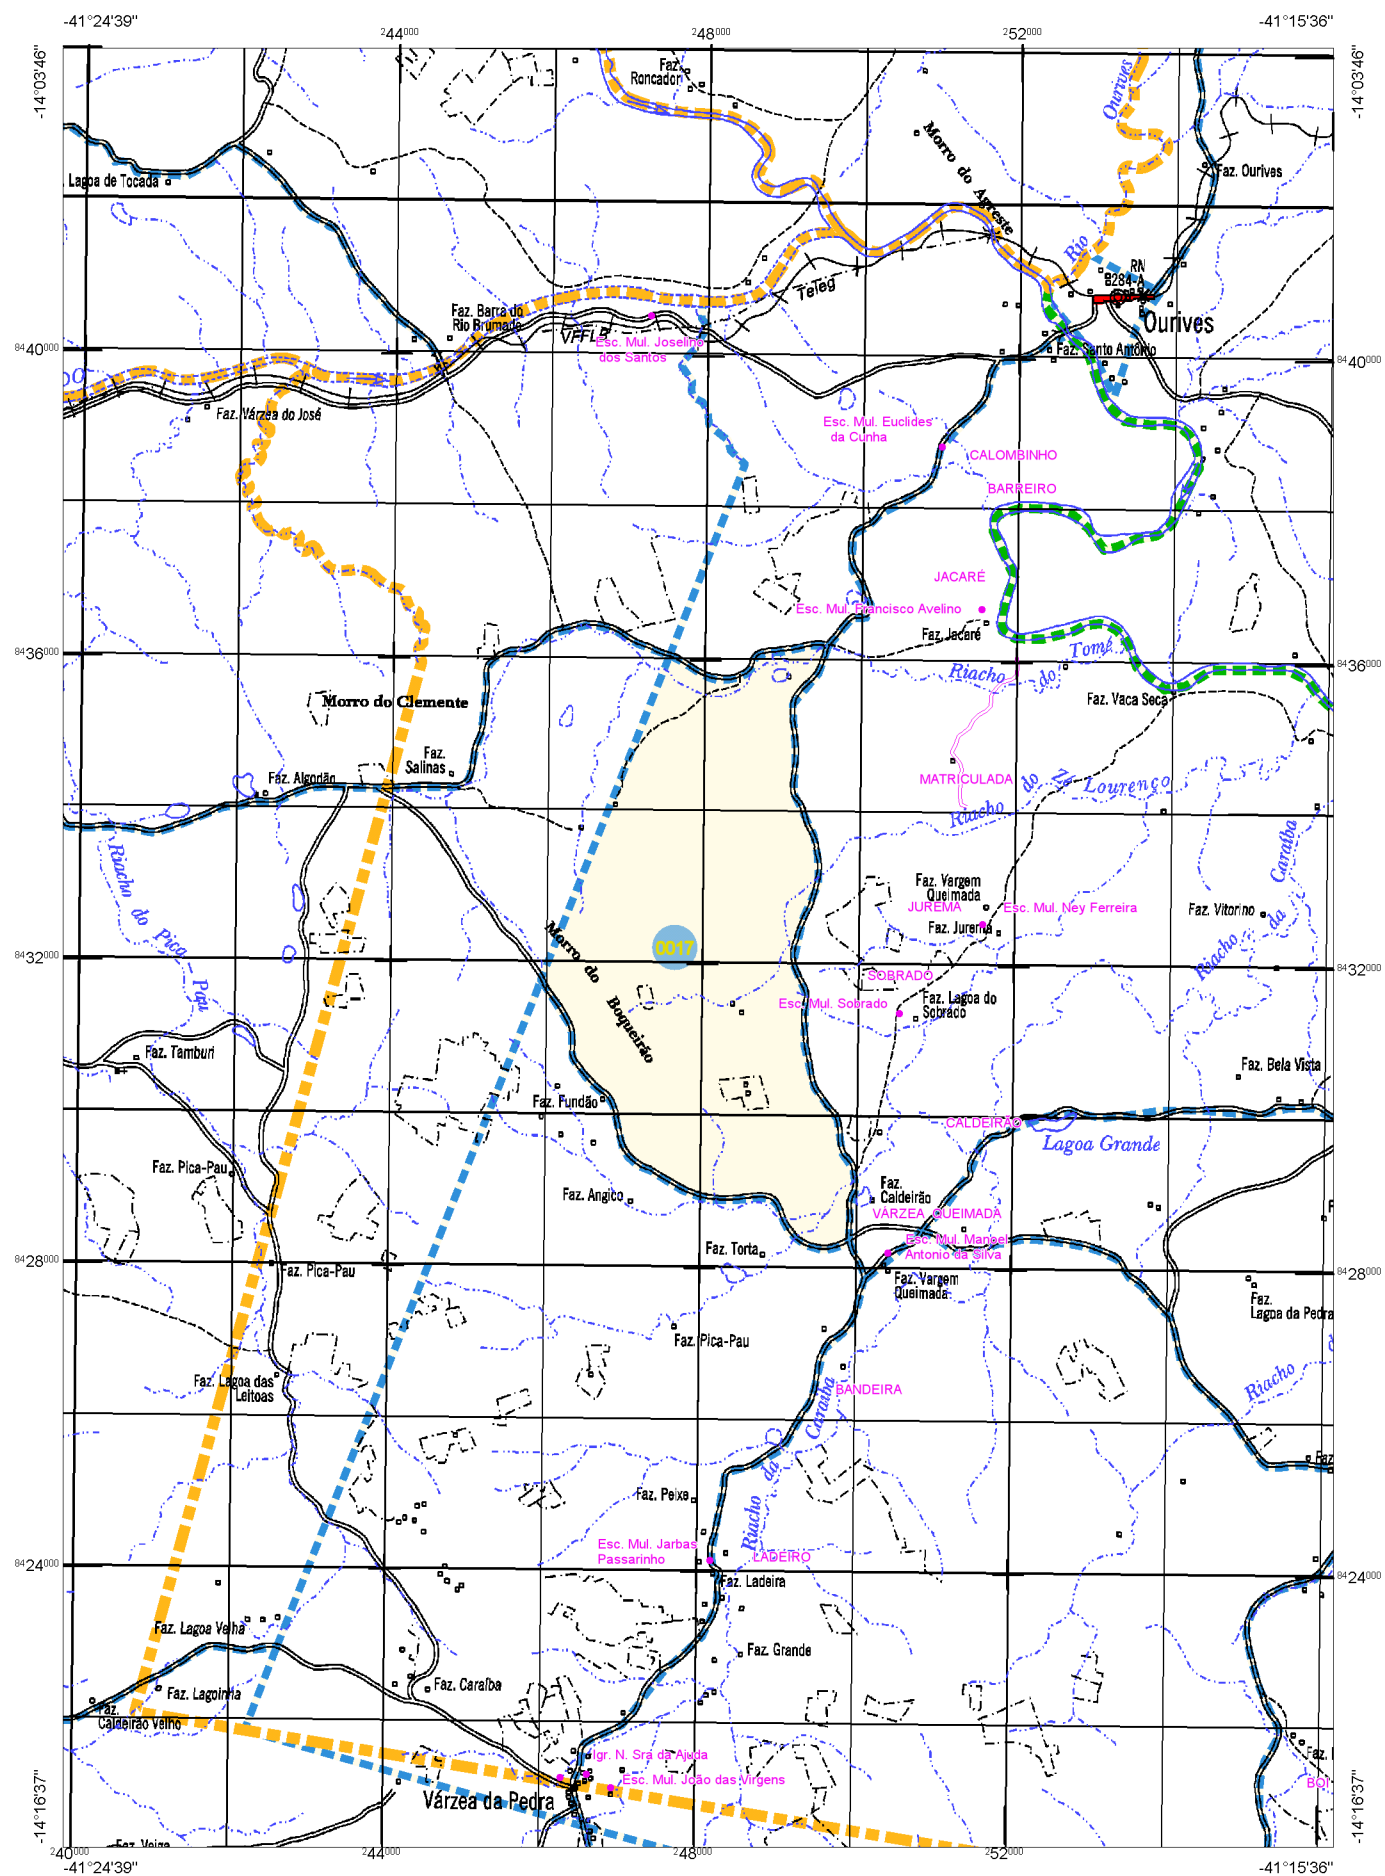 -41°24'39"
-41°15'36"
244000
248000
252000
-14°03'46"
-14°03'46"
Faz.
Roncador
Ourives
Morro do Agreste
Lagoa de Tocada
Faz. Ourives
Rio
RN
284-A
Teleg
Faz. Barra do
Rio Brumado
VFFLB
Ourives
Esc. Mul. Joselino
dos Santos
8440000
8440000
Faz. Santo Antônio
Faz. Várzea do José
Esc. Mul. Euclides
da Cunha
CALOMBINHO
BARREIRO
JACARÉ
Esc. Mul. Francisco Avelino
Faz. Jacaré
8436000
8436000
Riacho do Tomé
Faz. Vaca Seca
Morro do Clemente
Faz.
Salinas
Faz. Algodão
MATRICULADA
Riacho do Lourenço
Riacho do Pica - Pau
Riacho da Caraíba
Faz. Vargem
Queimada
JUREMA
Esc. Mul. Ney Ferreira
Faz. Jurema
Faz. Vitorino
Morro do Boqueirão
0017
8432000
8432000
SOBRADO
Esc. Mul. Sobrado
Faz. Lagoa do
Sobrado
Faz. Tamburi
Faz. Bela Vista
Faz. Fundão
CALDEIRÃO
Lagoa Grande
Faz. Pica-Pau
Faz. Angico
Faz.
Caldeirão
VÁRZEA QUEIMADA
Faz. Torta
Esc. Mul. Manoel
Antonio da Silva
8428000
8428000
Faz. Pica-Pau
Faz. Vargem
Queimada
Faz.
Lagoa da Pedra
Faz. Pica-Pau
Faz. Lagoa das
Leitoas
BANDEIRA
Riacho
Riacho da Caraíba
Faz.
Faz. Peixe
Esc. Mul. Jarbas
Passarinho
LADEIRO
8424000
8424000
Faz. Ladeira
Faz. Lagoa Velha
Faz. Grande
Faz. Lagoinha
Faz. Caraíba
Faz.
Caldeirão Velho
Igr. N. Sra da Ajuda
Esc. Mul. João das Virgens
Várzea da Pedra
Faz.
BOI
-14°16'37"
-14°16'37"
Faz. Veiga
240000
244000
248000
252000
-41°24'39"
-41°15'36"